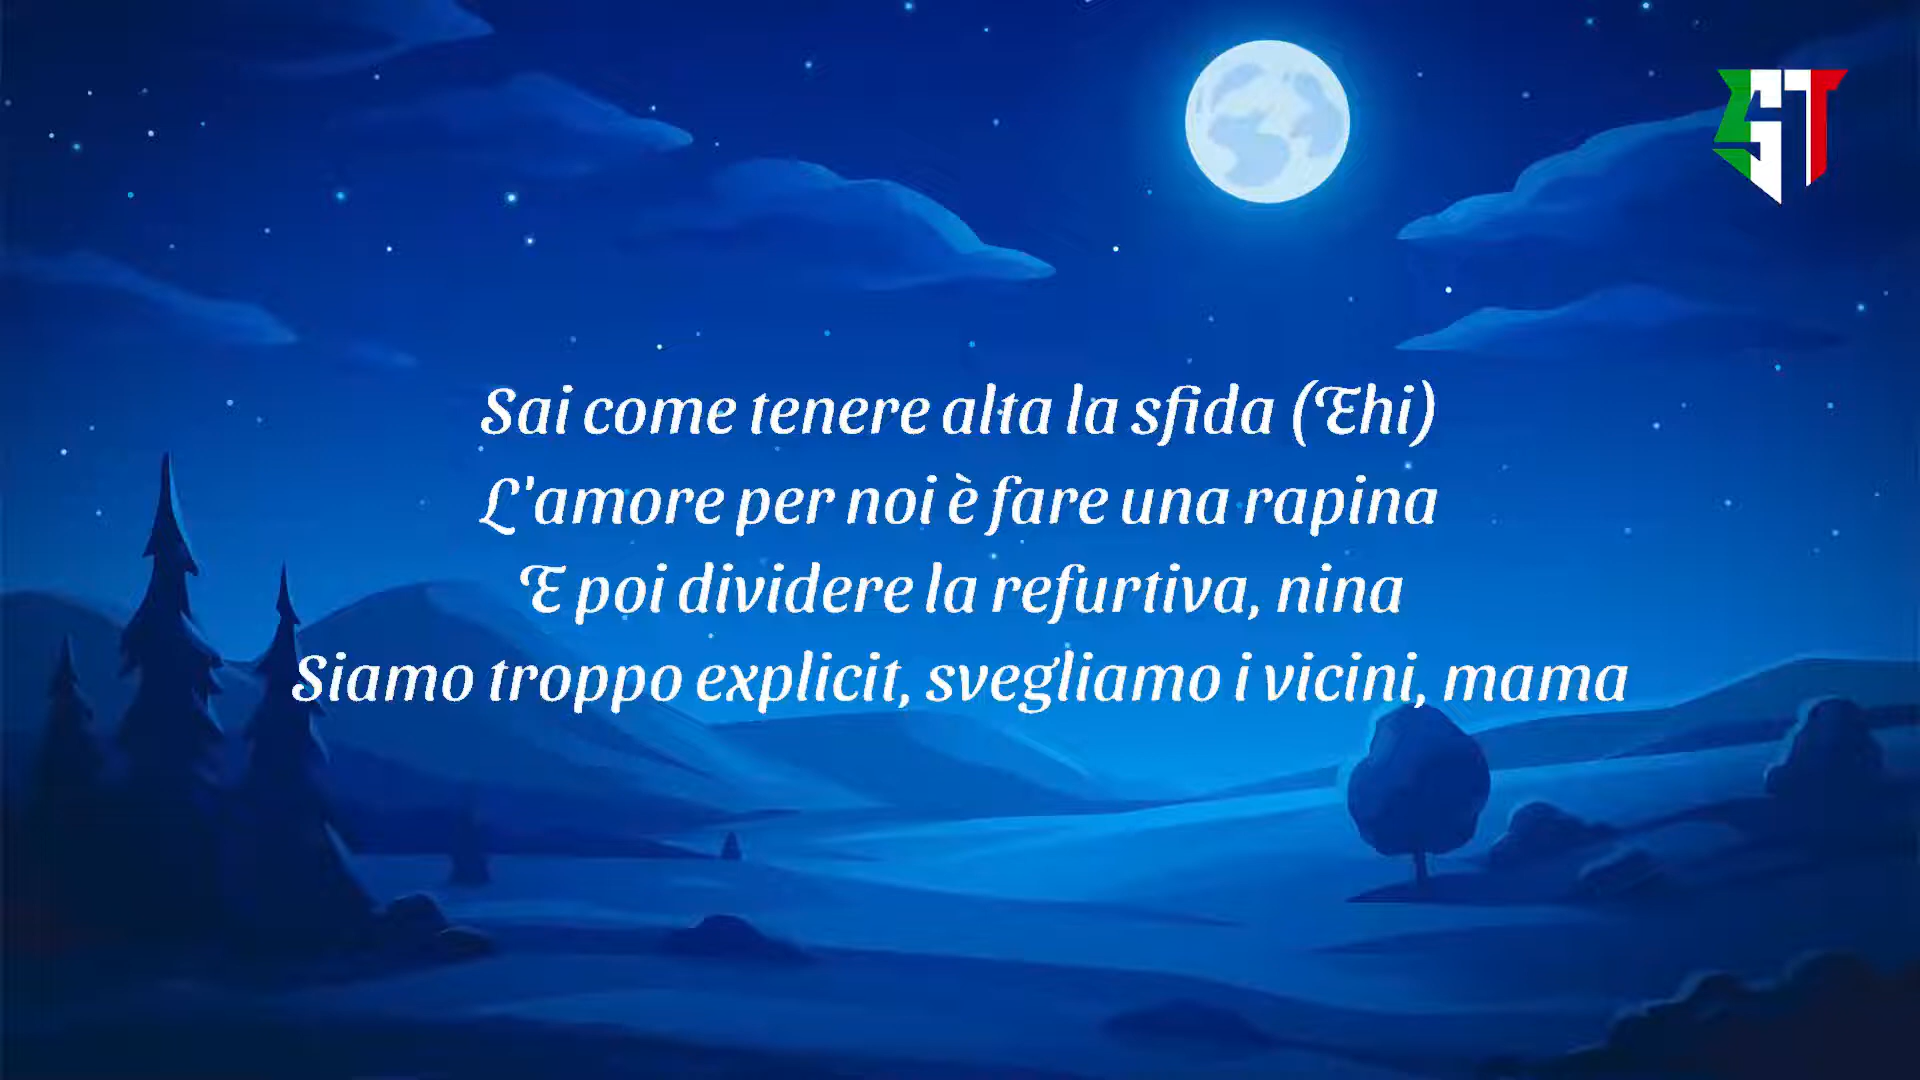 ST
Sai come tenere alta la sfida (Ehi)
L'amore per noi è fare una rapina
E poi dividere la refurtiva, nina
Siamo troppo explicit, svegliamo i vicini, mama